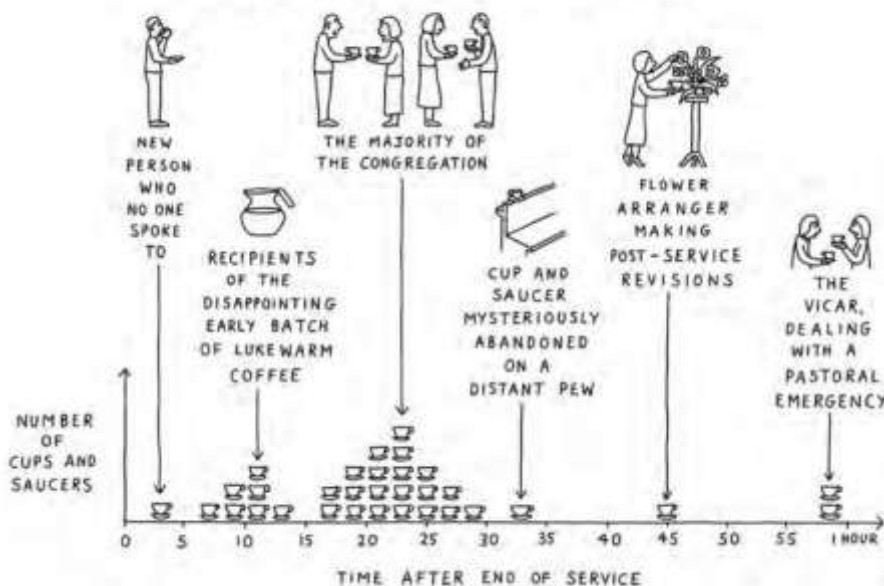 NEW
PERSON
WHO
NO ONE
SPOKE
TO
RECIPIENTS
OF THE
DISAPPOINTING
EARLY BATCH
OF LUKEWARM
COFFEE
THE MAJORITY OF
THE CONGREGATION
CUP AND
SAUCER
MYSTERIOUSLY
ABANDONED
ON A
DISTANT PEW
FLOWER
ARRANGER
MAKING
POST-SERVICE
REVISIONS
THE
VICAR,
DEALING
WITH A
PASTORAL
EMERGENCY
NUMBER
OF
CUPS AND
SAUCERS
0 5 10 15 20 25 30 35 40 45 50 55 1 HOUR
TIME AFTER END OF SERVICE